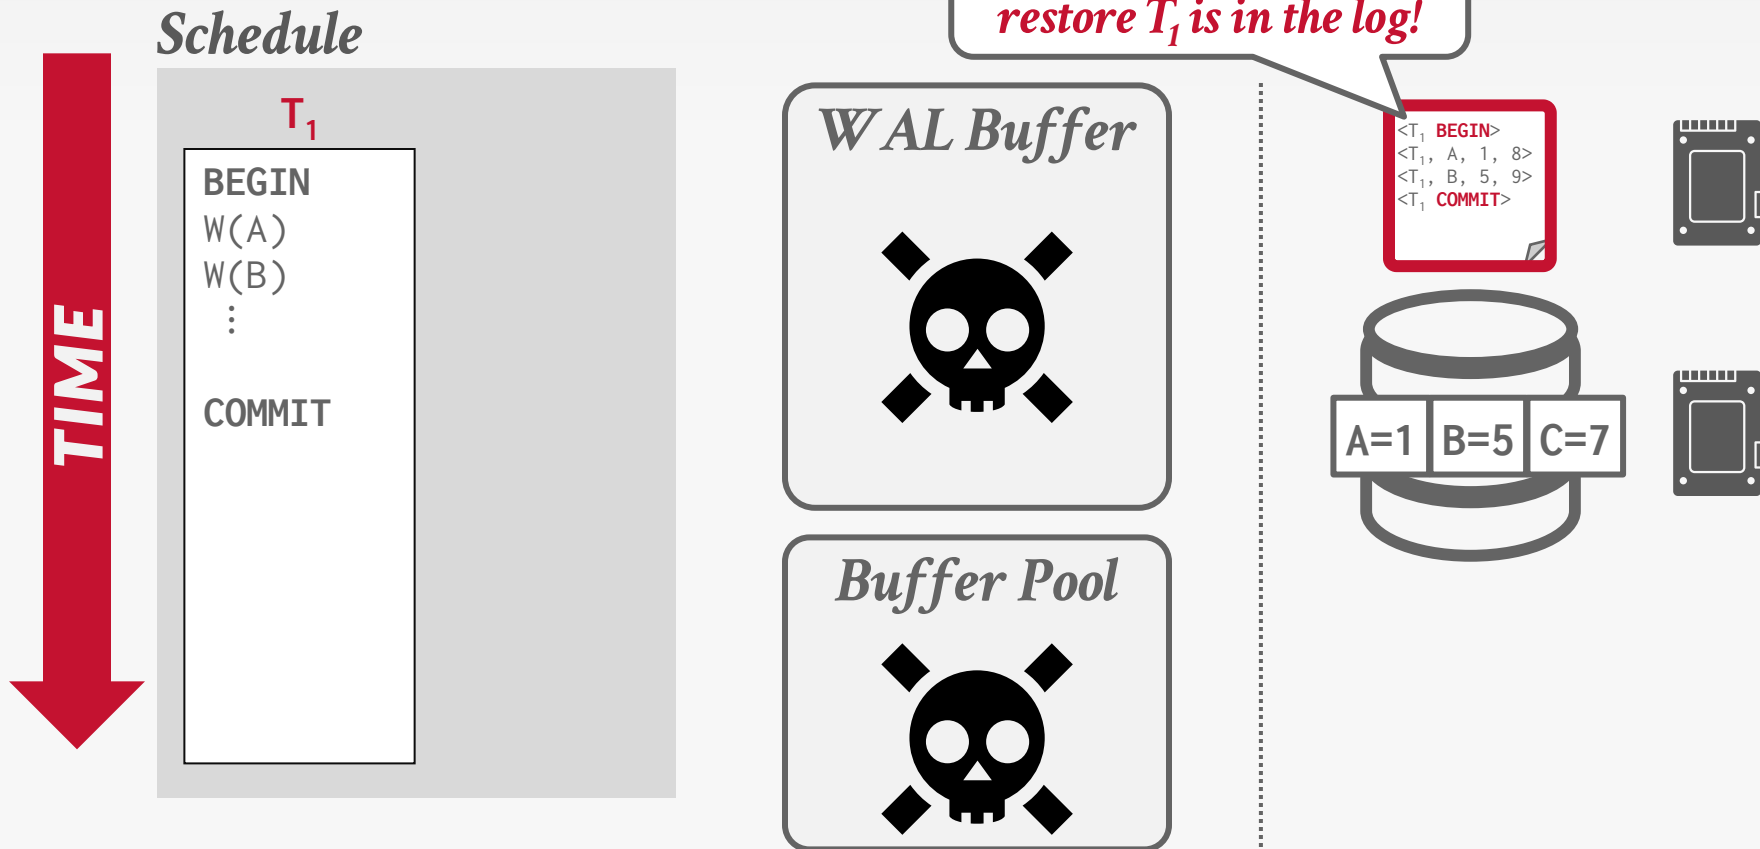 Schedule
restore T1 is in the log!
TIME
T1
BEGIN
W(A)
W(B)
⋮
COMMIT
WAL Buffer
<T1 BEGIN>
<T1, A, 1, 8>
<T1, B, 5, 9>
<T1 COMMIT>
A=1 B=5 C=7
Buffer Pool